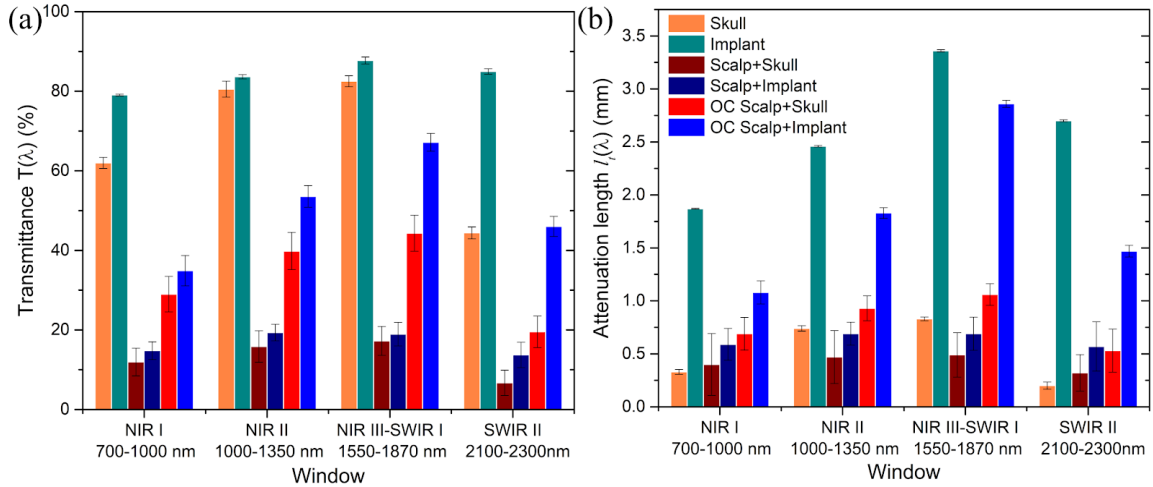 (a)
100
80
60
40
20
0
Transmittance T(λ) (%)
NIR I
700-1000 nm
NIR II
1000-1350 nm
NIR III-SWIR I
1550-1870 nm
SWIR II
2100-2300nm
Window
(b)
Skull
Implant
Scalp+Skull
Scalp+Implant
OC Scalp+Skull
OC Scalp+Implant
3.5
3.0
2.5
2.0
1.5
1.0
0.5
0.0
Attenuation length lt(λ) (mm)
NIR I
700-1000 nm
NIR II
1000-1350 nm
NIR III-SWIR I
1550-1870 nm
SWIR II
2100-2300nm
Window